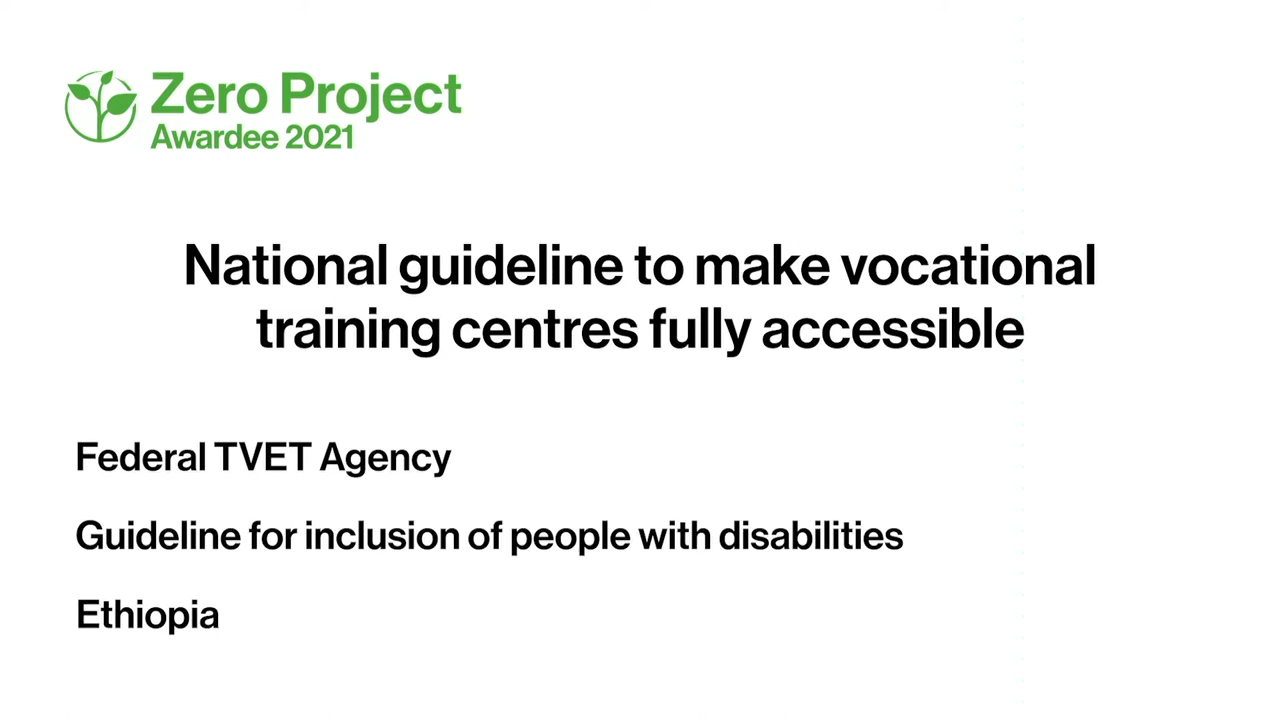 Zero Project
Awardee 2021
National guideline to make vocational
training centres fully accessible
Federal TVET Agency
Guideline for inclusion of people with disabilities
Ethiopia